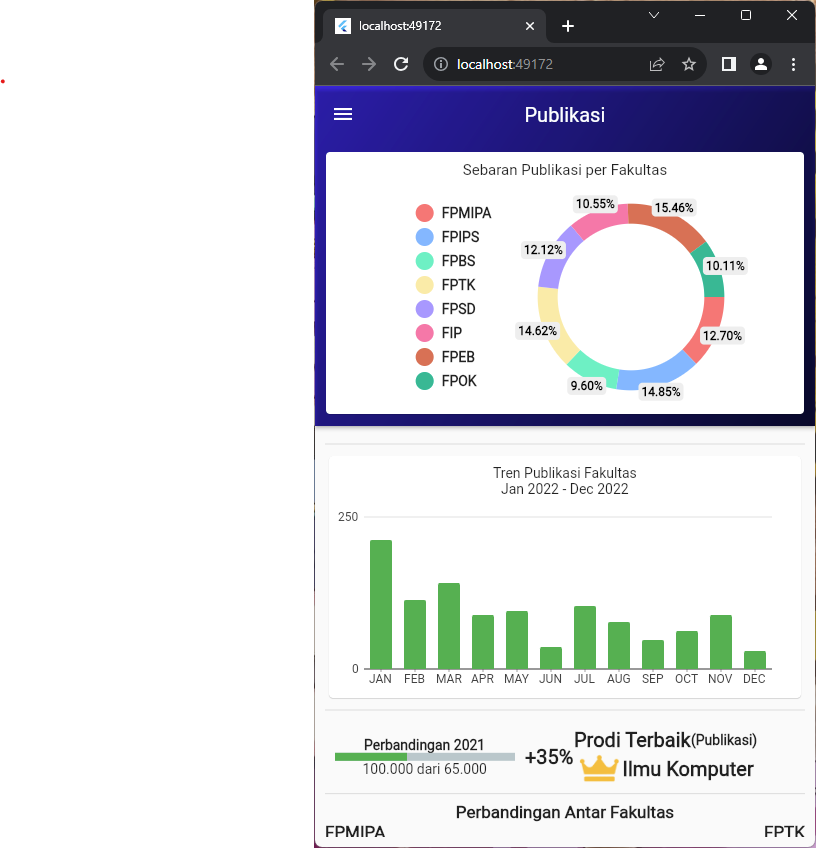 localhost:49172
localhost:49172
Publikasi
Sebaran Publikasi per Fakultas
FPMIPA
FPIPS
FPBS
FPTK
FPSD
FIP
FPEB
FPOK
10.55%
15.46%
12.12%
10.11%
14.62%
12.70%
9.60%
14.85%
Tren Publikasi Fakultas
Jan 2022 - Dec 2022
250
0
JAN FEB MAR APR MAY JUN JUL AUG SEP OCT NOV DEC
Perbandingan 2021
100.000 dari 65.000
+35%
Prodi Terbaik(Publikasi)
Ilmu Komputer
Perbandingan Antar Fakultas
FPMIPA FPTK